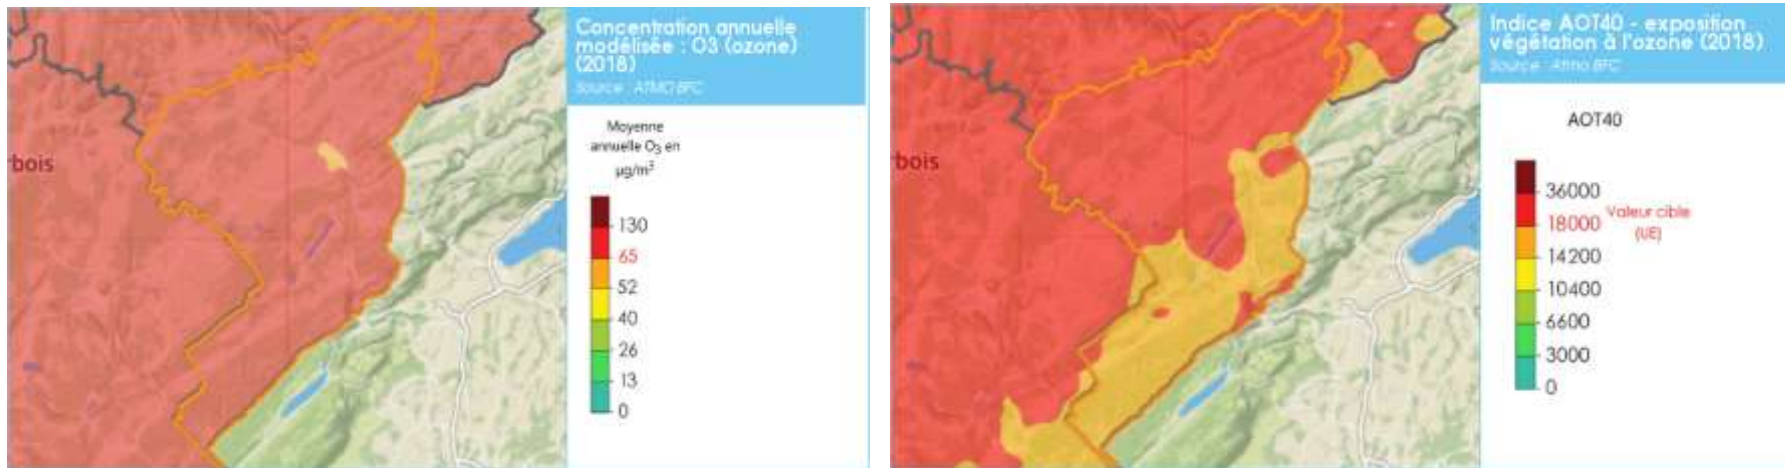 Concentration annuelle
modélisée : O3 (ozone)
(2018)
Source : ATMO BFC
Moyenne
annuelle O3 en
µg/m³
130
65
52
40
26
13
0
rbois
Indice AOT40 - exposition
végétation à l'ozone (2018)
Source : Atmo BFC
AOT40
36000
18000 Valeur cible
(UE)
14200
10400
6600
3000
0
rbois